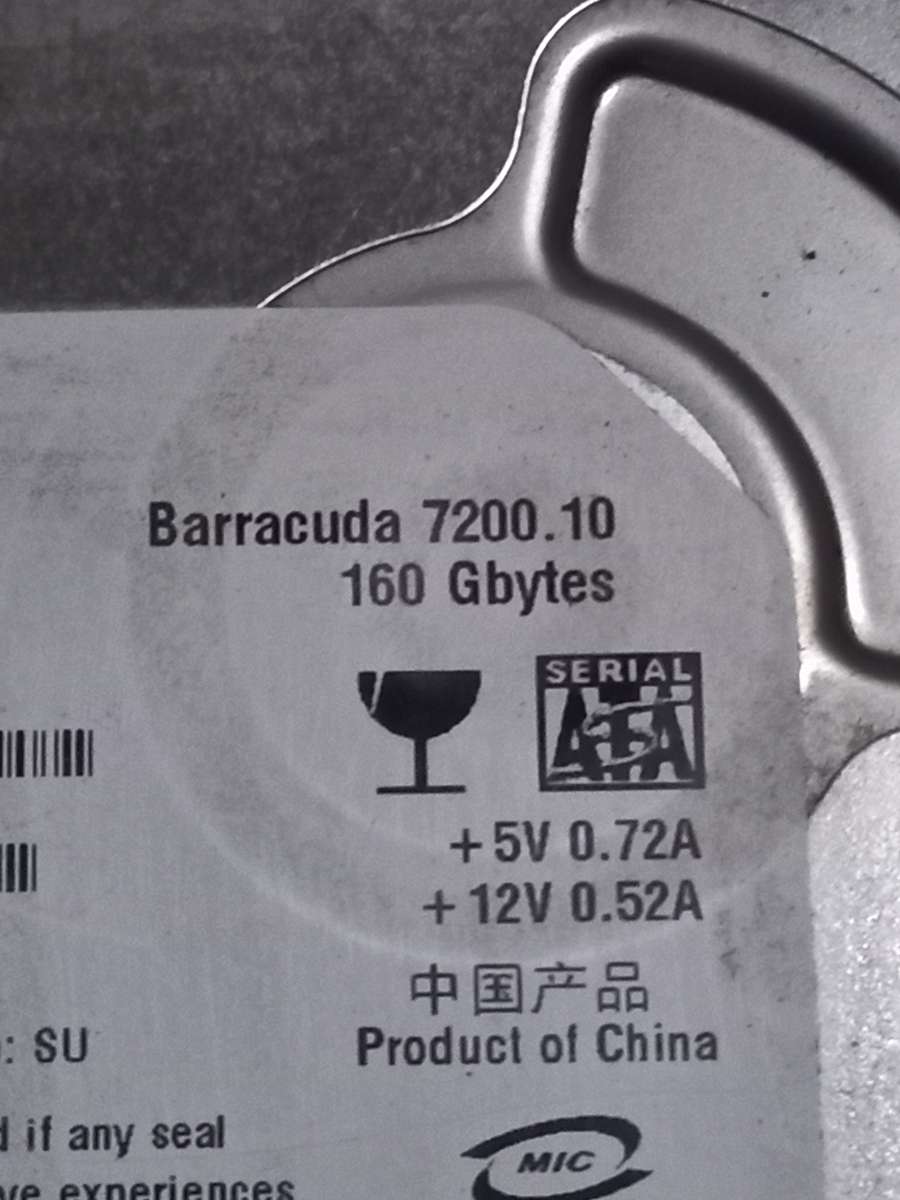 Barracuda 7200.10
160 Gbytes
SERIAL
ATA
+5V 0.72A
+12V 0.52A
中国产品
: SU
Product of China
if any seal
MIC
experiences